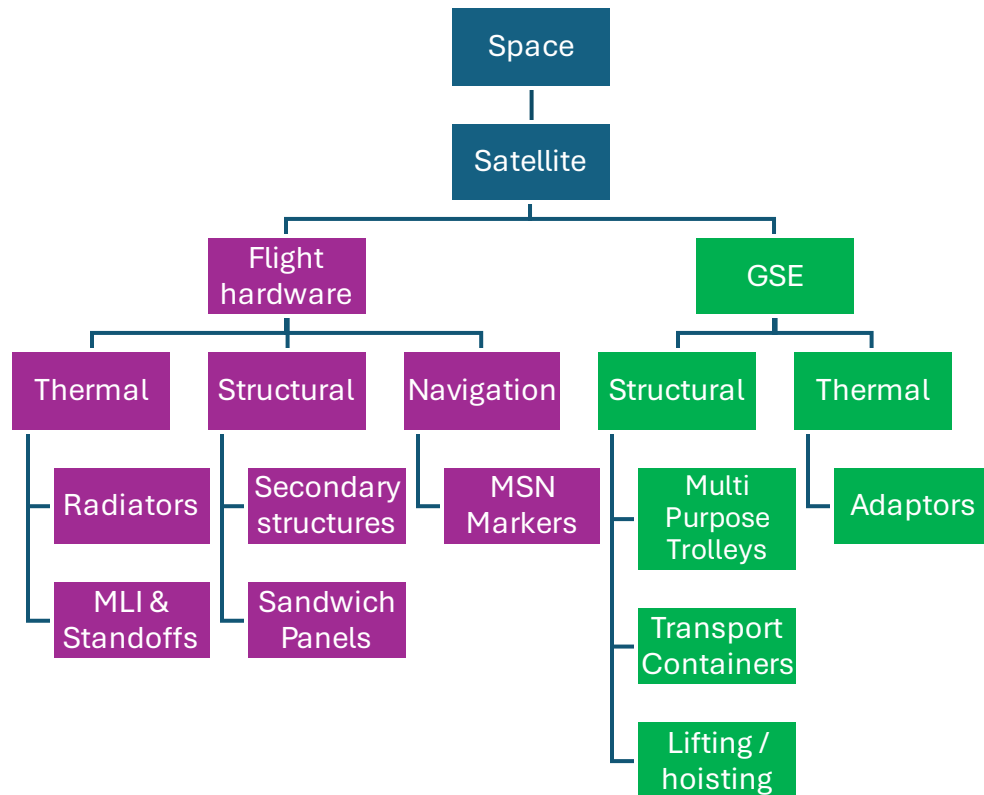 Space
Satellite
Flight
hardware
GSE
Thermal
Structural
Navigation
Structural
Thermal
Radiators
Secondary
structures
MSN
Markers
Multi
Purpose
Trolleys
Adaptors
MLI &
Standoffs
Sandwich
Panels
Transport
Containers
Lifting /
hoisting